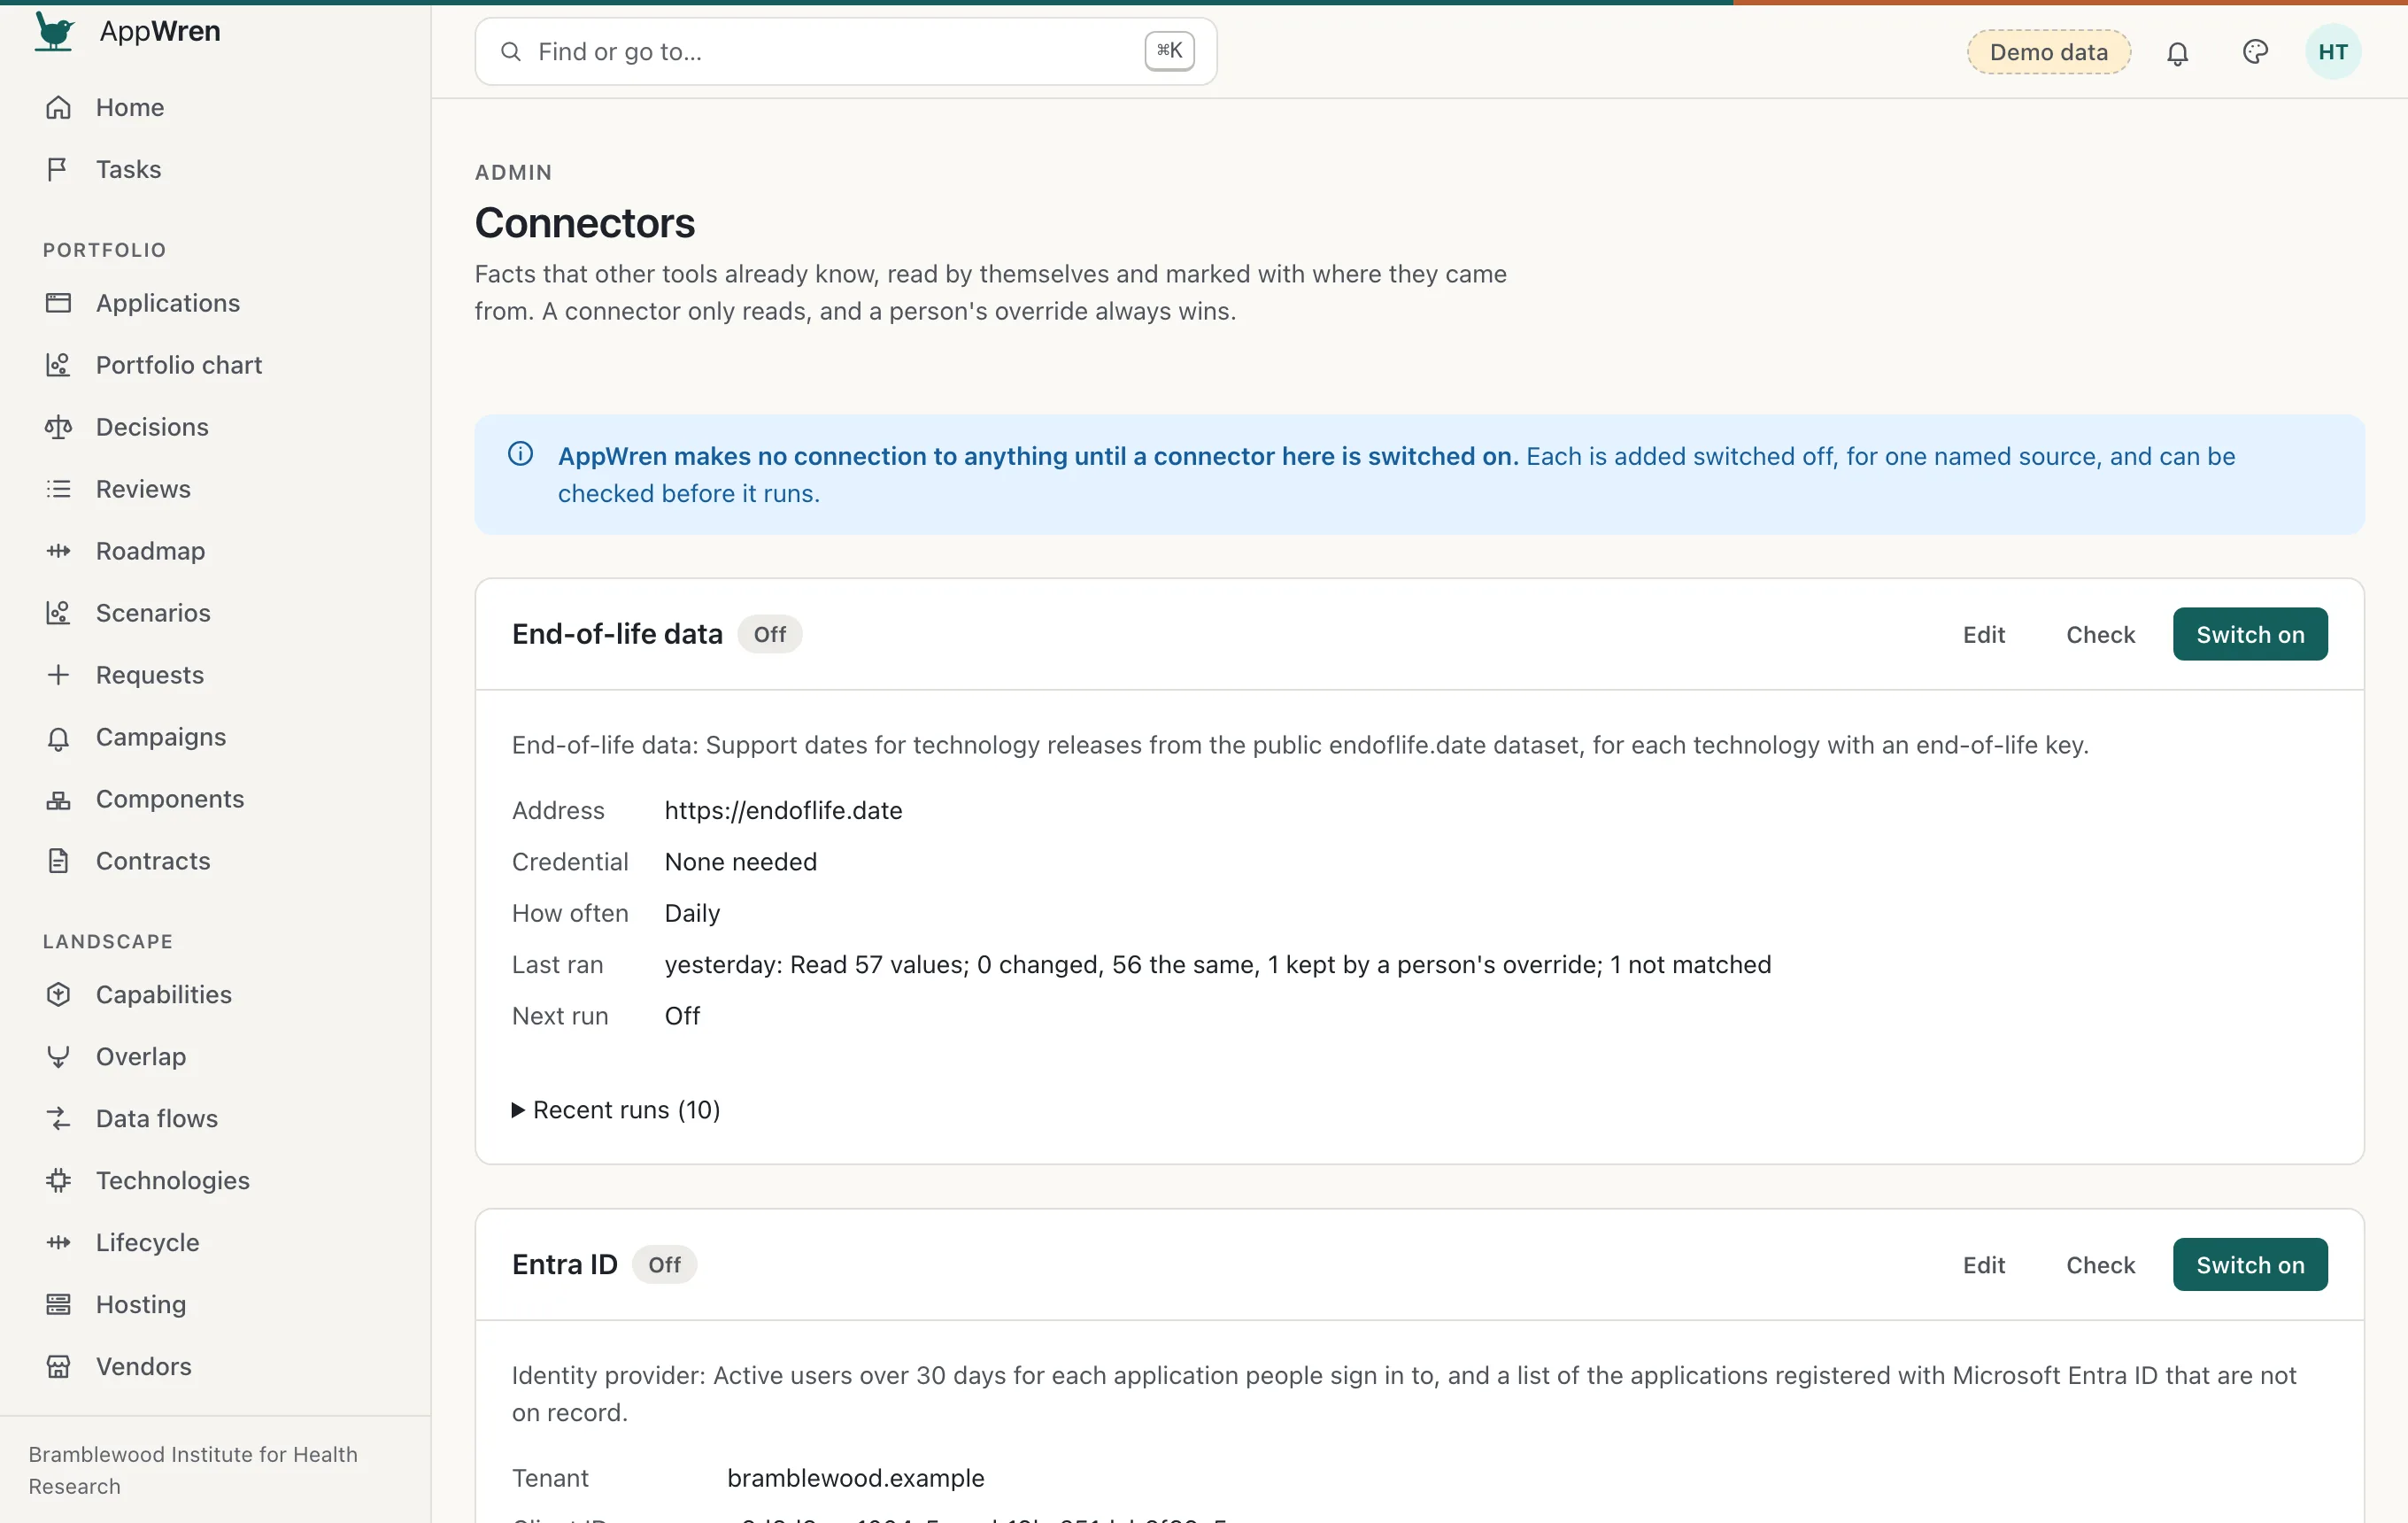 AppWren
Find or go to...
⌘K
Demo data
HT
Home
Tasks
PORTFOLIO
Applications
Portfolio chart
Decisions
Reviews
Roadmap
Scenarios
Requests
Campaigns
Components
Contracts
LANDSCAPE
Capabilities
Overlap
Data flows
Technologies
Lifecycle
Hosting
Vendors
Bramblewood Institute for Health
Research
ADMIN
Connectors
Facts that other tools already know, read by themselves and marked with where they came
from. A connector only reads, and a person's override always wins.
AppWren makes no connection to anything until a connector here is switched on. Each is added switched off, for one named source, and can be
checked before it runs.
End-of-life data Off
Edit Check Switch on
End-of-life data: Support dates for technology releases from the public endoflife.date dataset, for each technology with an end-of-life key.
Address https://endoflife.date
Credential None needed
How often Daily
Last ran yesterday: Read 57 values; 0 changed, 56 the same, 1 kept by a person's override; 1 not matched
Next run Off
Recent runs (10)
Entra ID Off
Edit Check Switch on
Identity provider: Active users over 30 days for each application people sign in to, and a list of the applications registered with Microsoft Entra ID that are not
on record.
Tenant bramblewood.example
Client ID